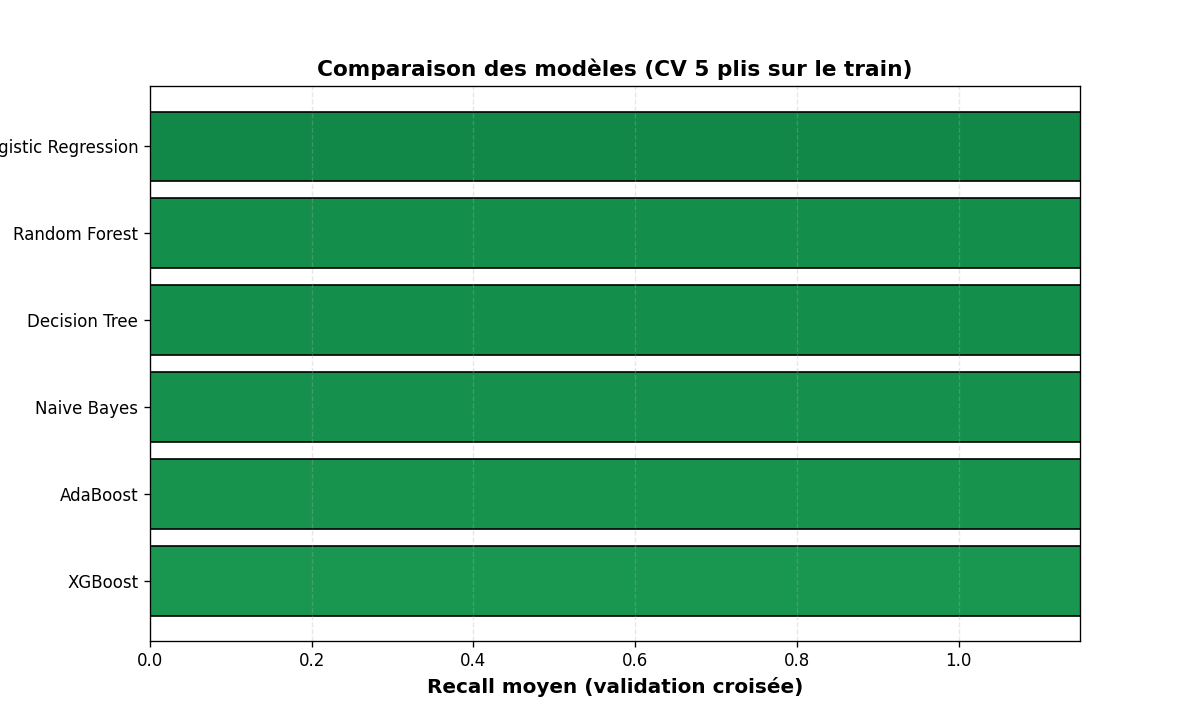 Comparaison des modèles (CV 5 plis sur le train)
gistic Regression
Random Forest
Decision Tree
Naive Bayes
AdaBoost
XGBoost
0.0 0.2 0.4 0.6 0.8 1.0
Recall moyen (validation croisée)